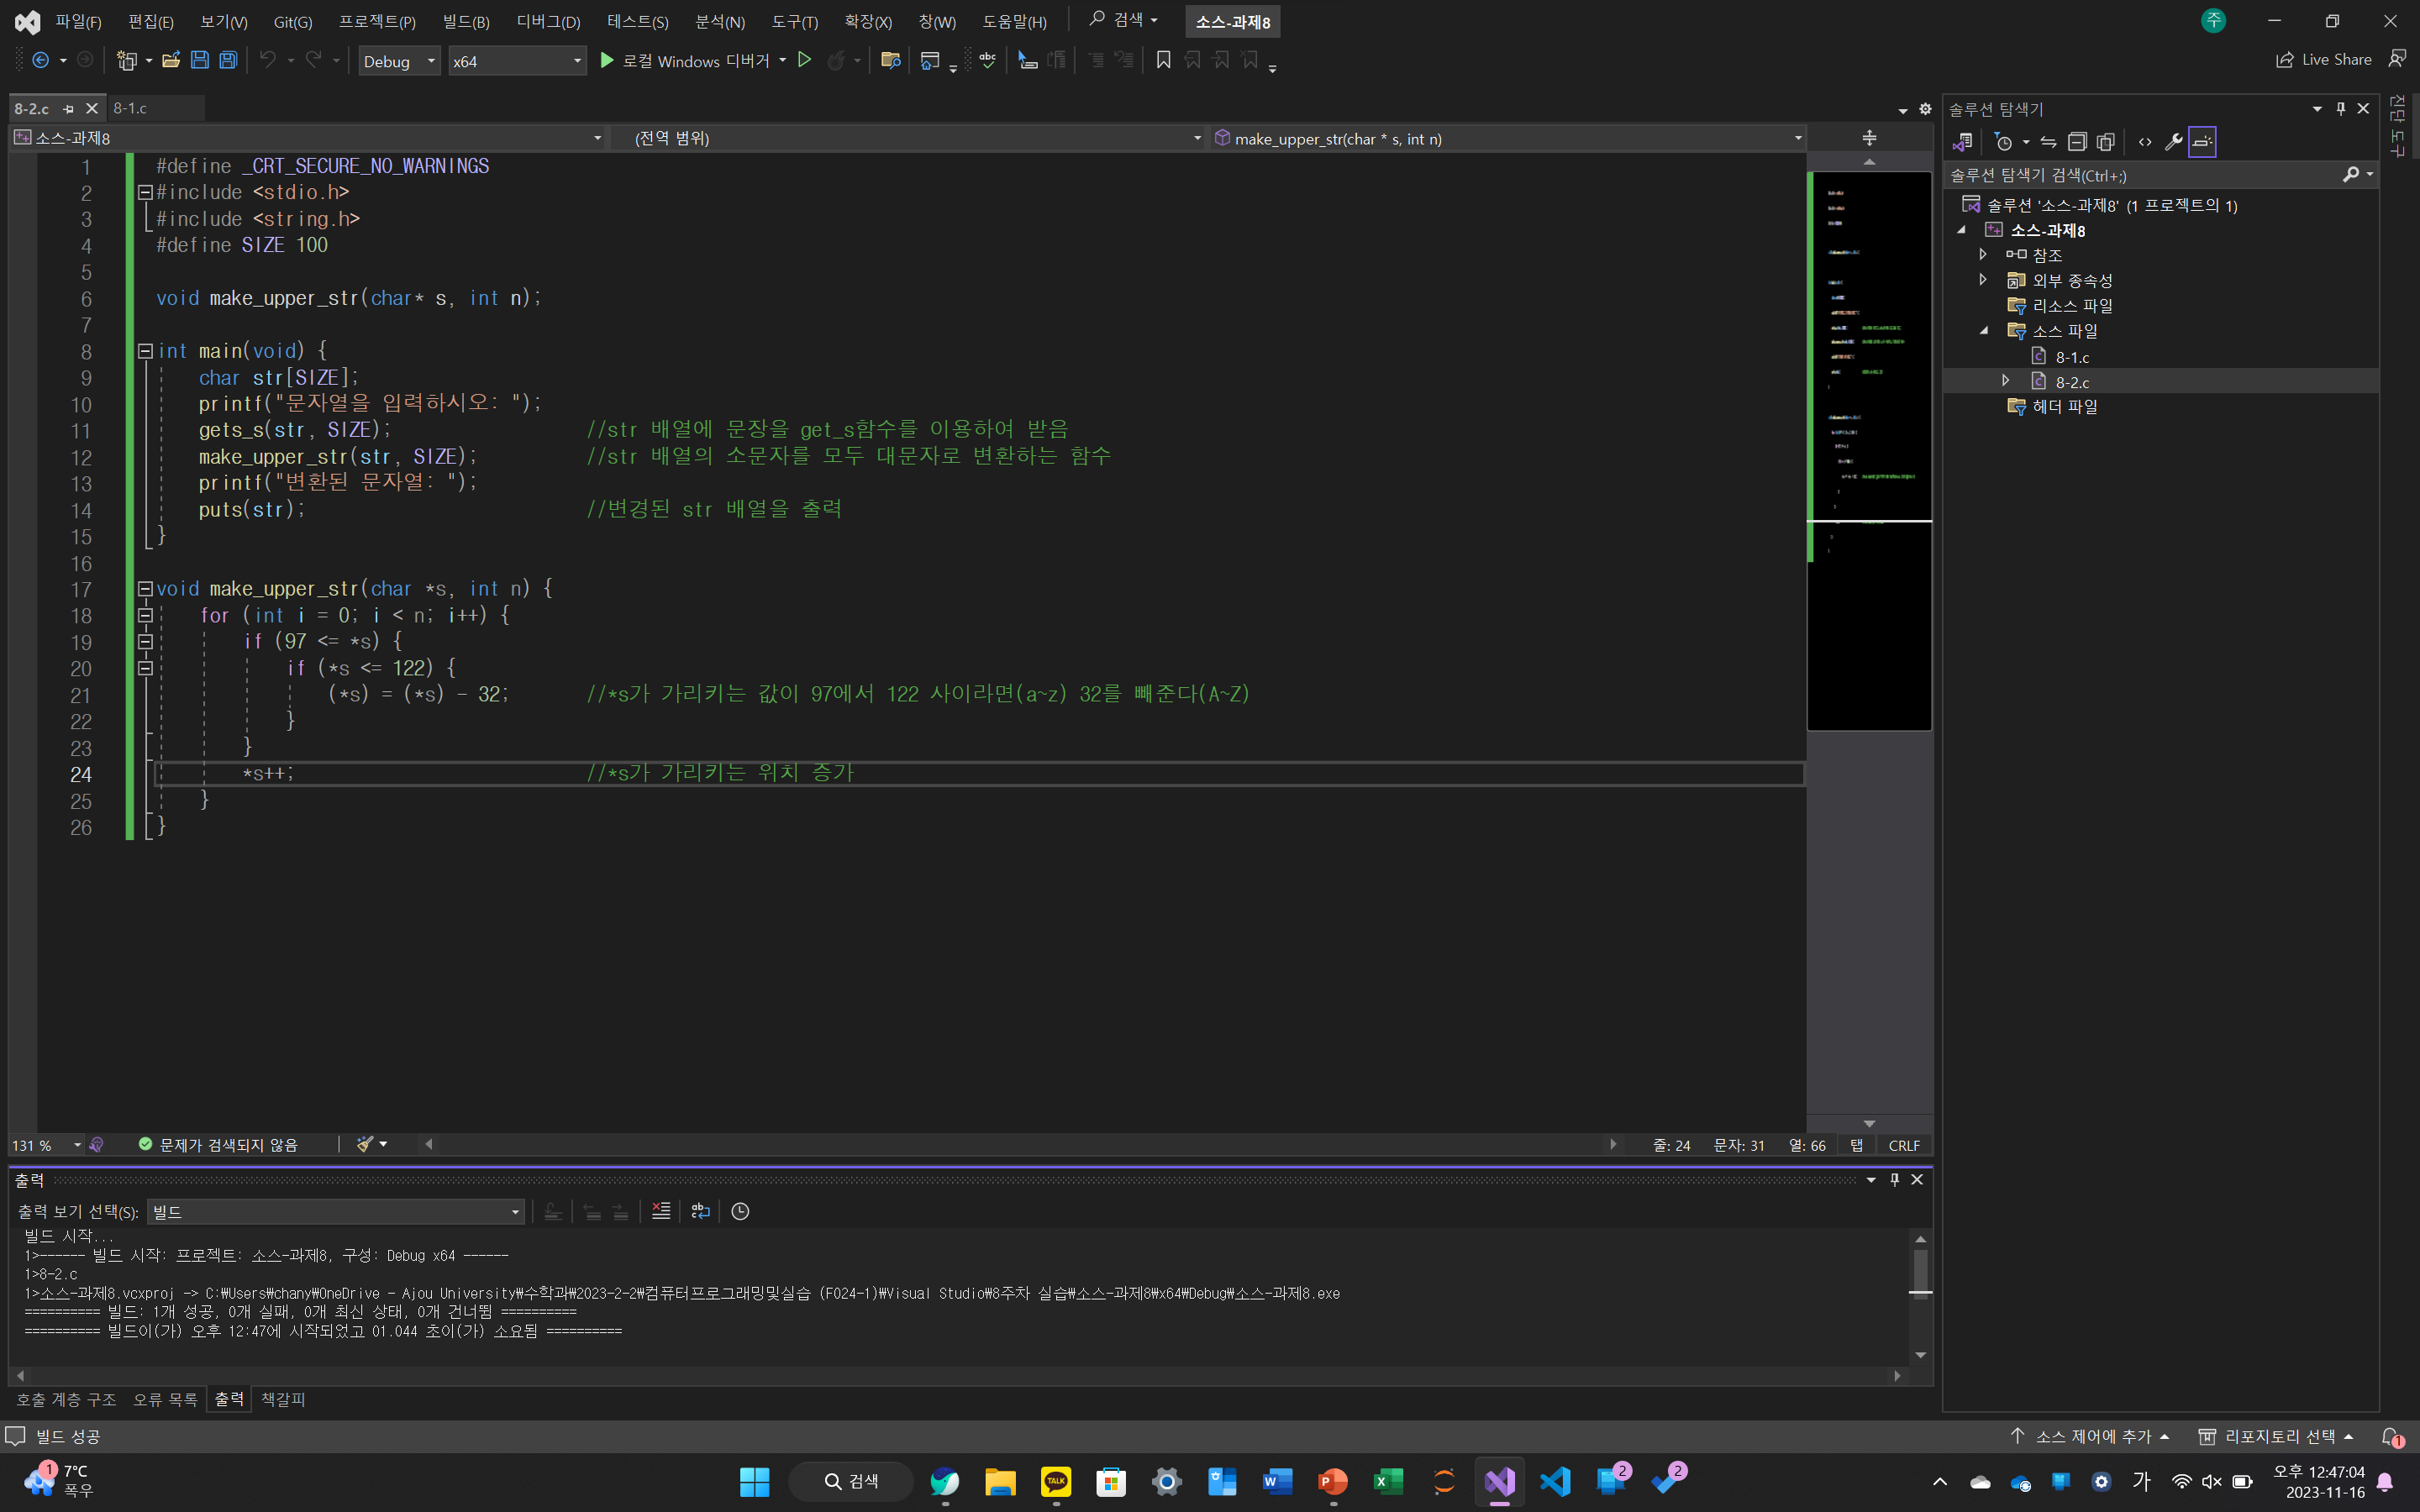 파일(F) 편집(E) 보기(V) Git(G) 프로젝트(P) 빌드(B) 디버그(D) 테스트(S) 분석(N) 도구(T) 확장(X) 창(W) 도움말(H) 검색 소스-과제8 주
Debug x64 로컬 Windows 디버거 Live Share
8-2.c 8-1.c
소스-과제8 (전역 범위) make_upper_str(char * s, int n)
1 #define _CRT_SECURE_NO_WARNINGS
2 #include <stdio.h>
3 #include <string.h>
4 #define SIZE 100
5
6 void make_upper_str(char* s, int n);
7
8 int main(void) {
9 char str[SIZE];
10 printf("문자열을 입력하시오: ");
11 gets_s(str, SIZE); //str 배열에 문장을 get_s함수를 이용하여 받음
12 make_upper_str(str, SIZE); //str 배열의 소문자를 모두 대문자로 변환하는 함수
13 printf("변환된 문자열: ");
14 puts(str); //변경된 str 배열을 출력
15 }
16
17 void make_upper_str(char *s, int n) {
18 for (int i = 0; i < n; i++) {
19 if (97 <= *s) {
20 if (*s <= 122) {
21 (*s) = (*s) - 32; //*s가 가리키는 값이 97에서 122 사이라면(a~z) 32를 빼준다(A~Z)
22 }
23 }
24 *s++; //*s가 가리키는 위치 증가
25 }
26 }
131 % 문제가 검색되지 않음 줄: 24 문자: 31 열: 66 탭 CRLF
솔루션 탐색기
솔루션 탐색기 검색(Ctrl+;)
솔루션 '소스-과제8' (1 프로젝트의 1)
소스-과제8
참조
외부 종속성
리소스 파일
소스 파일
8-1.c
8-2.c
헤더 파일
진단 도구
출력
출력 보기 선택(S): 빌드
빌드 시작...
1>------ 빌드 시작: 프로젝트: 소스-과제8, 구성: Debug x64 ------
1>8-2.c
1>소스-과제8.vcxproj -> C:₩Users₩chany₩OneDrive - Ajou University₩수학과₩2023-2-2₩컴퓨터프로그래밍및실습 (F024-1)₩Visual Studio₩8주차 실습₩소스-과제8₩x64₩Debug₩소스-과제8.exe
========== 빌드: 1개 성공, 0개 실패, 0개 최신 상태, 0개 건너뜀 ==========
========== 빌드이(가) 오후 12:47에 시작되었고 01.044 초이(가) 소요됨 ==========
호출 계층 구조 오류 목록 출력 책갈피
빌드 성공 소스 제어에 추가 리포지토리 선택 1
1 7°C
폭우
검색 TALK 2 2 가
오후 12:47:04
2023-11-16